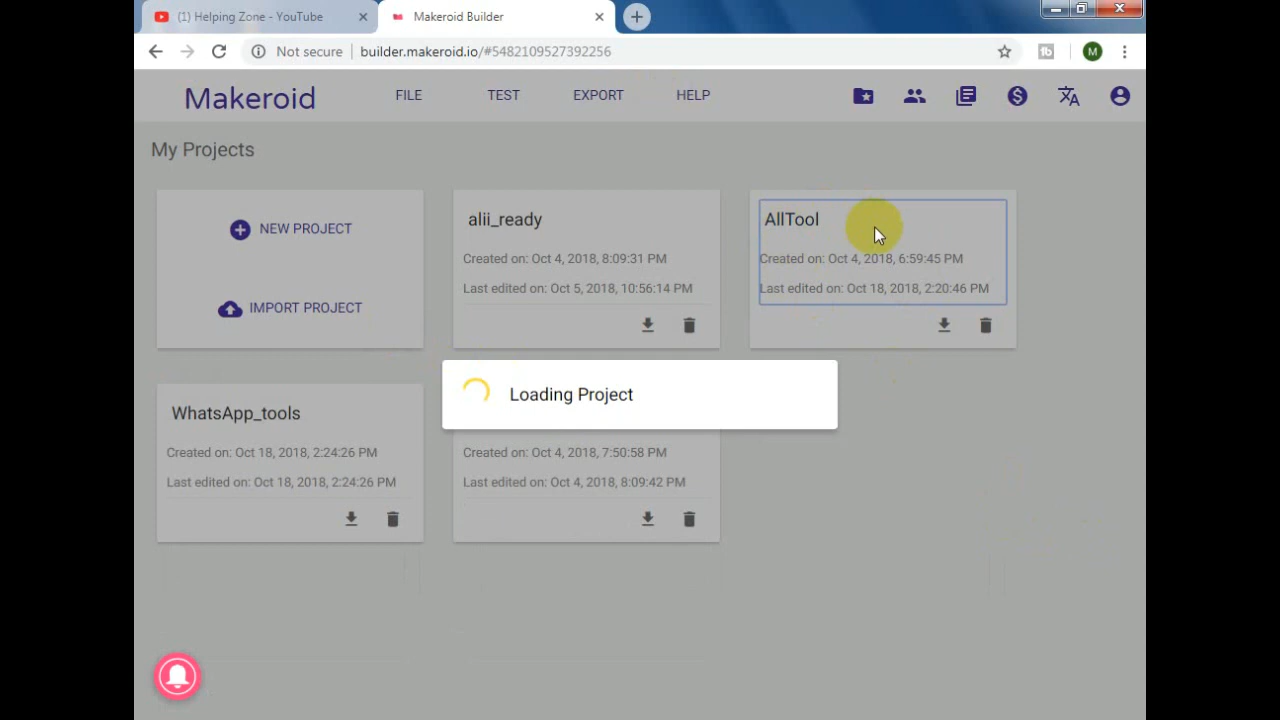 (1) Helping Zone - YouTube
Makeroid Builder
Not secure
builder.makeroid.io/#5482109527392256
M
Makeroid
FILE
TEST
EXPORT
HELP
My Projects
NEW PROJECT
IMPORT PROJECT
alii_ready
Created on: Oct 4, 2018, 8:09:31 PM
Last edited on: Oct 5, 2018, 10:56:14 PM
AllTool
Created on: Oct 4, 2018, 6:59:45 PM
Last edited on: Oct 18, 2018, 2:20:46 PM
Loading Project
WhatsApp_tools
Created on: Oct 18, 2018, 2:24:26 PM
Last edited on: Oct 18, 2018, 2:24:26 PM
Created on: Oct 4, 2018, 7:50:58 PM
Last edited on: Oct 4, 2018, 8:09:42 PM